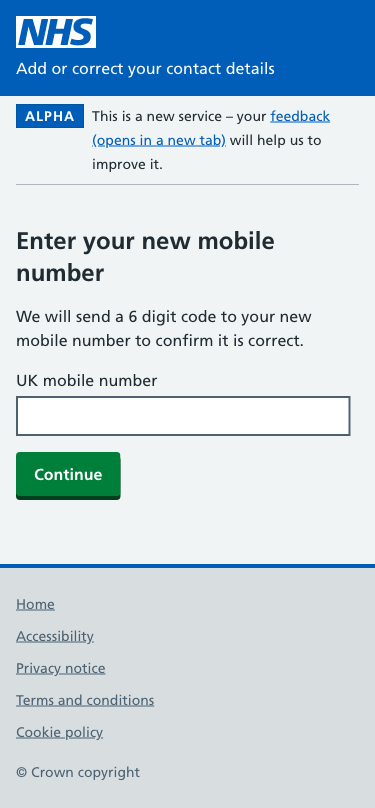 NHS
Add or correct your contact details
ALPHA
This is a new service – your feedback
(opens in a new tab) will help us to
improve it.
Enter your new mobile
number
We will send a 6 digit code to your new
mobile number to confirm it is correct.
UK mobile number
Continue
Home
Accessibility
Privacy notice
Terms and conditions
Cookie policy
© Crown copyright